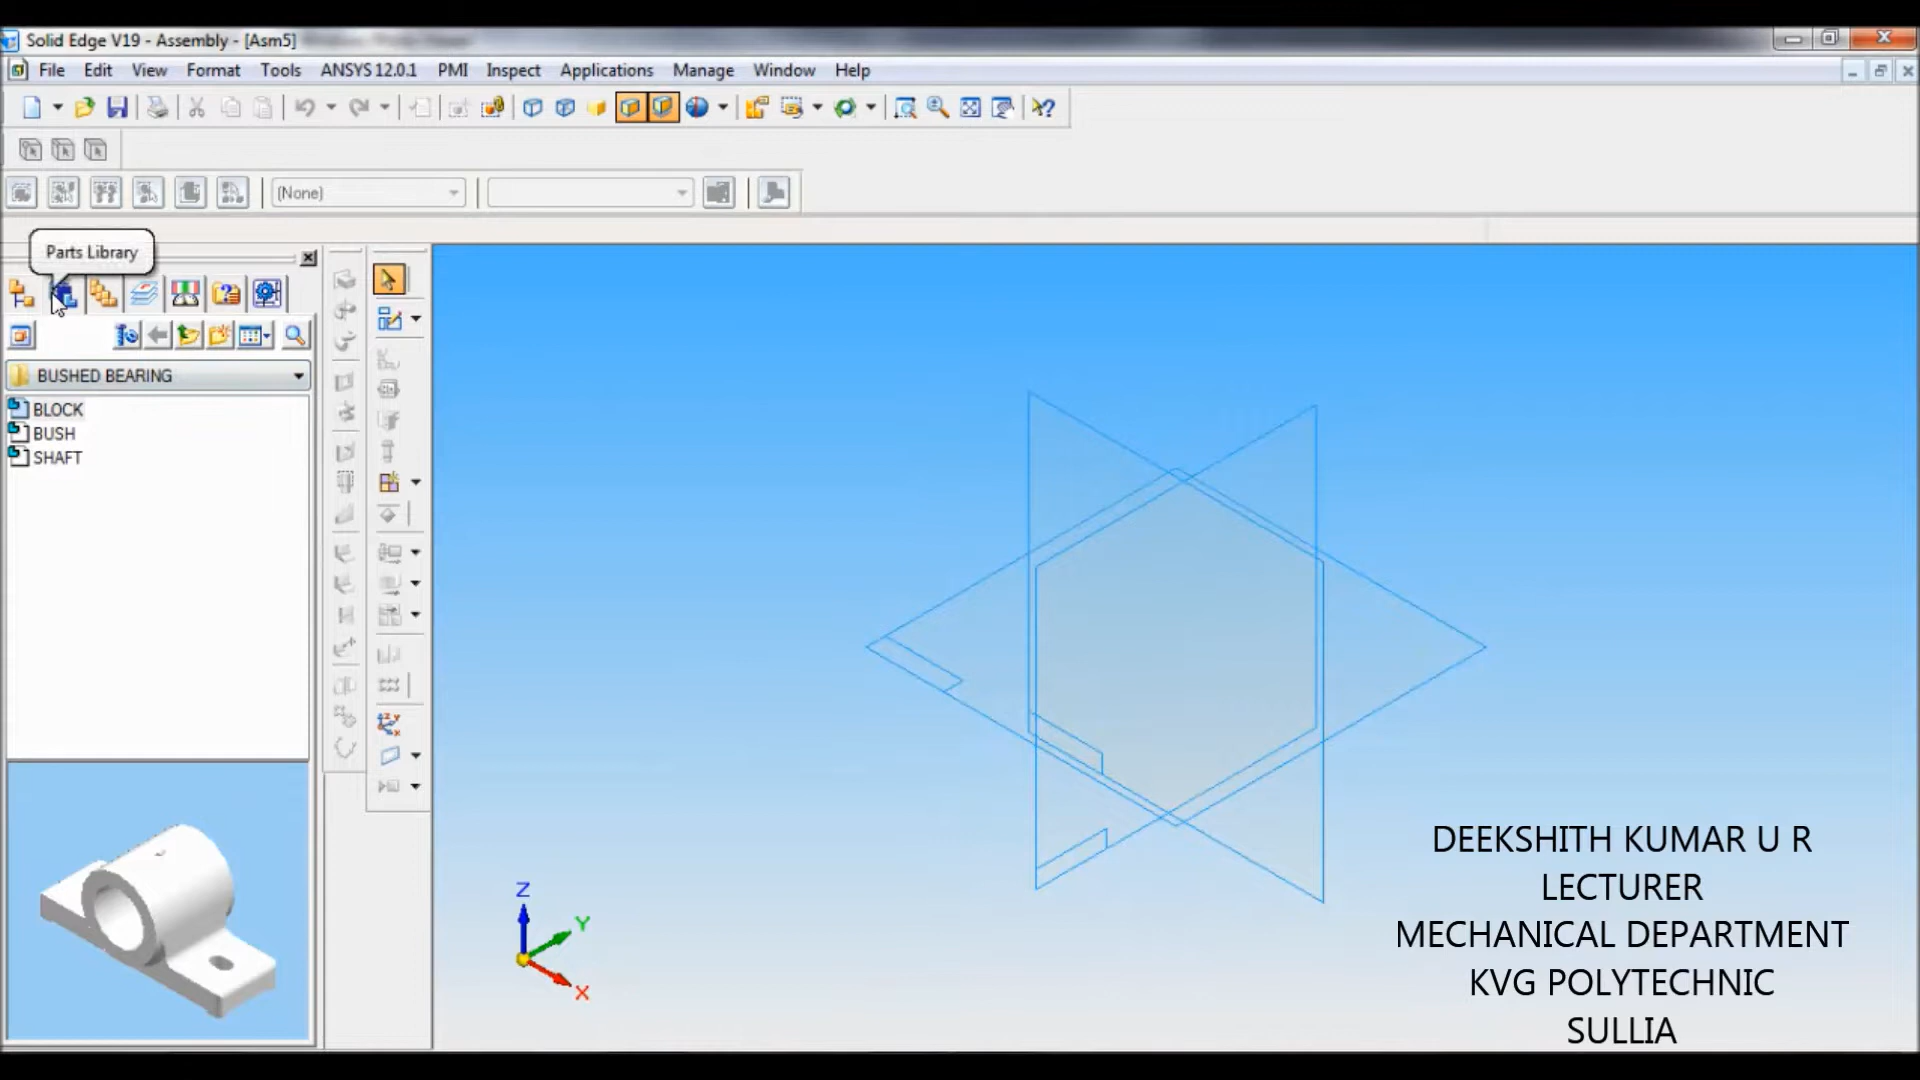 Solid Edge V19 - Assembly - [Asm5]
File Edit View Format Tools ANSYS 12.0.1 PMI Inspect Applications Manage Window Help
(None)
Parts Library
BUSHED BEARING
BLOCK
BUSH
SHAFT
Z
Y
X
DEEKSHITH KUMAR U R
LECTURER
MECHANICAL DEPARTMENT
KVG POLYTECHNIC
SULLIA